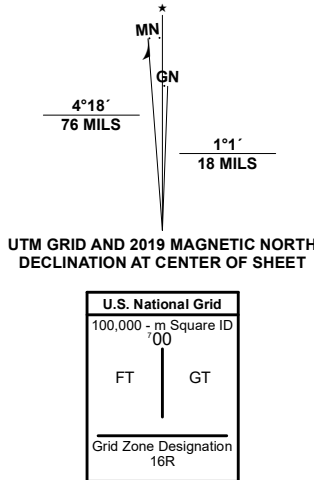 ★
MN
GN
4°18´
76 MILS
1°1´
18 MILS
UTM GRID AND 2019 MAGNETIC NORTH
DECLINATION AT CENTER OF SHEET
U.S. National Grid
100,000 - m Square ID
⁷00
FT GT
Grid Zone Designation
16R